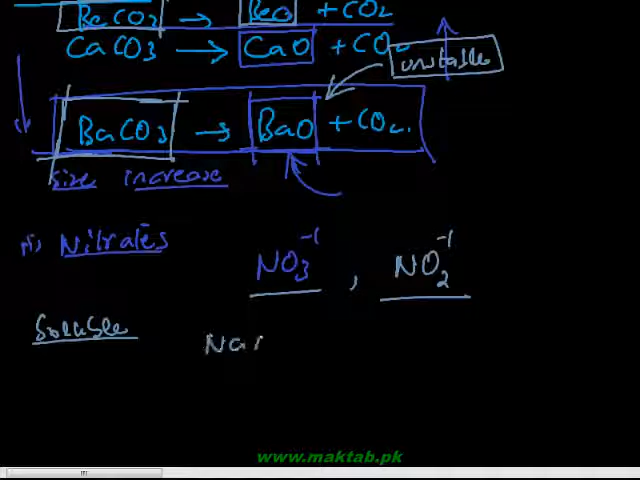 BeCO3 → BeO + CO2
CaCO3 → CaO + CO2
unstable
BaCO3 → BaO + CO2.
Size increase
Nitrates NO3^-1 , NO2^-1
Soluble Na
www.maktab.pk